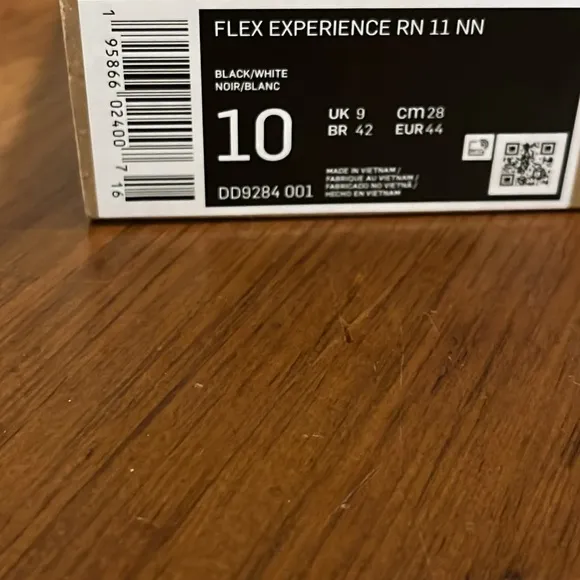 FLEX EXPERIENCE RN 11 NN
BLACK/WHITE
NOIR/BLANC
10
UK 9 cm 28
BR 42 EUR 44
DD9284 001
MADE IN VIETNAM /
FABRIQUE AU VIETNAM /
FABRICADO NO VIETNÃ /
HECHO EN VIETNAM
1 95866 02400 7 16